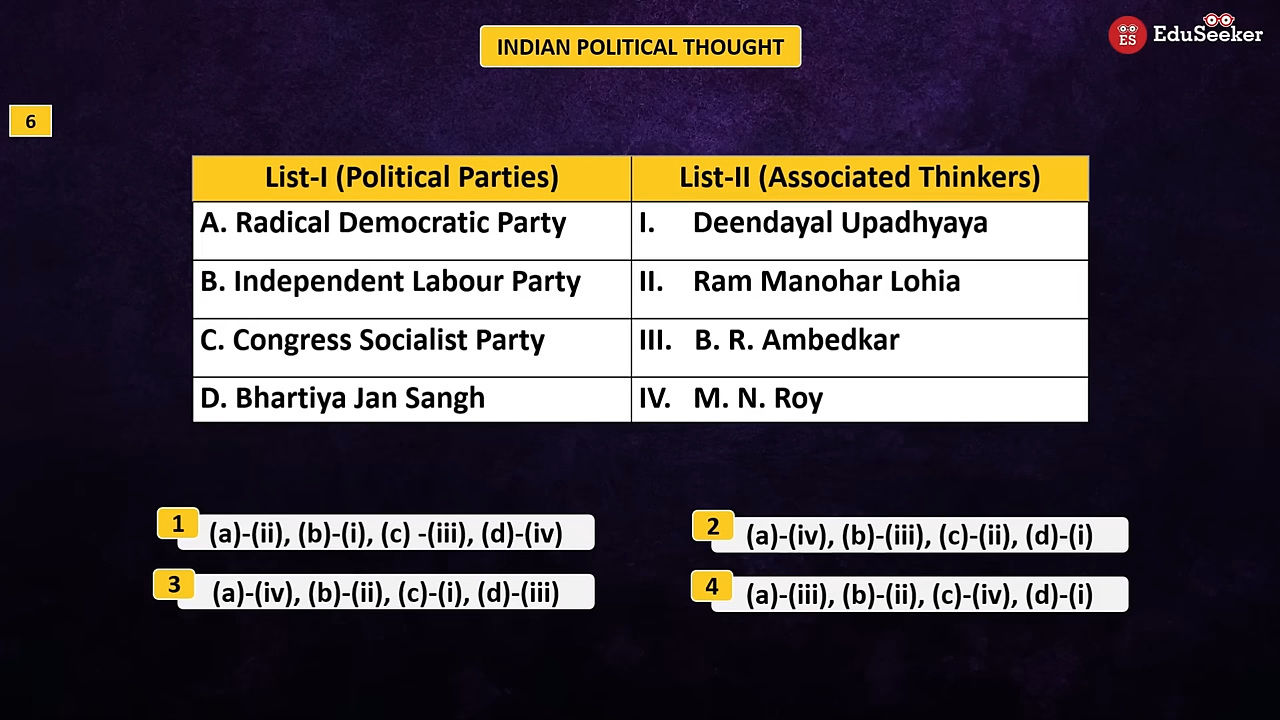 INDIAN POLITICAL THOUGHT
ES EduSeeker
6
List-I (Political Parties) List-II (Associated Thinkers)
A. Radical Democratic Party I. Deendayal Upadhyaya
B. Independent Labour Party II. Ram Manohar Lohia
C. Congress Socialist Party III. B. R. Ambedkar
D. Bhartiya Jan Sangh IV. M. N. Roy
1 (a)-(ii), (b)-(i), (c) -(iii), (d)-(iv)
2 (a)-(iv), (b)-(iii), (c)-(ii), (d)-(i)
3 (a)-(iv), (b)-(ii), (c)-(i), (d)-(iii)
4 (a)-(iii), (b)-(ii), (c)-(iv), (d)-(i)